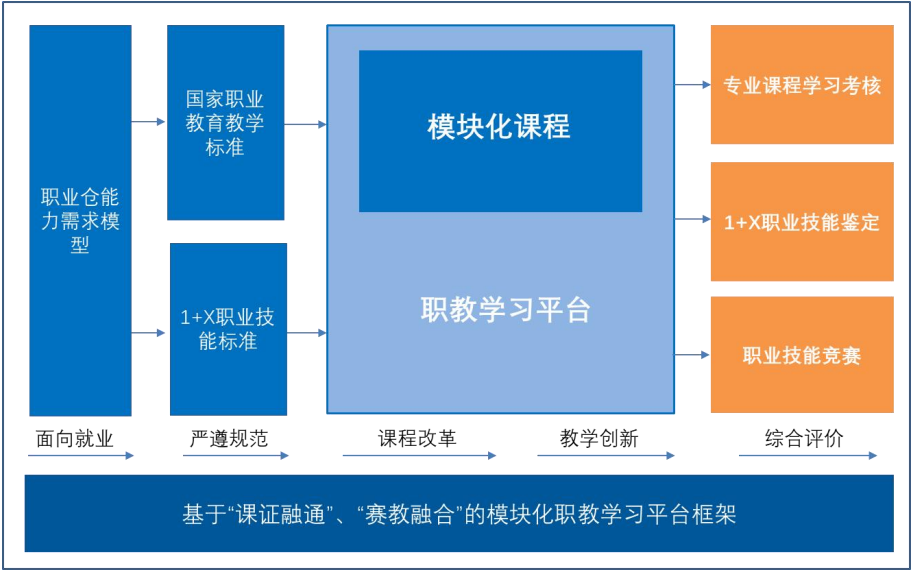 职业仓能
力需求模
型
国家职业
教育教学
标准
1+X职业技
能标准
模块化课程
职教学习平台
专业课程学习考核
1+X职业技能鉴定
职业技能竞赛
面向就业
严遵规范
课程改革
教学创新
综合评价
基于“课证融通”、“赛教融合”的模块化职教学习平台框架